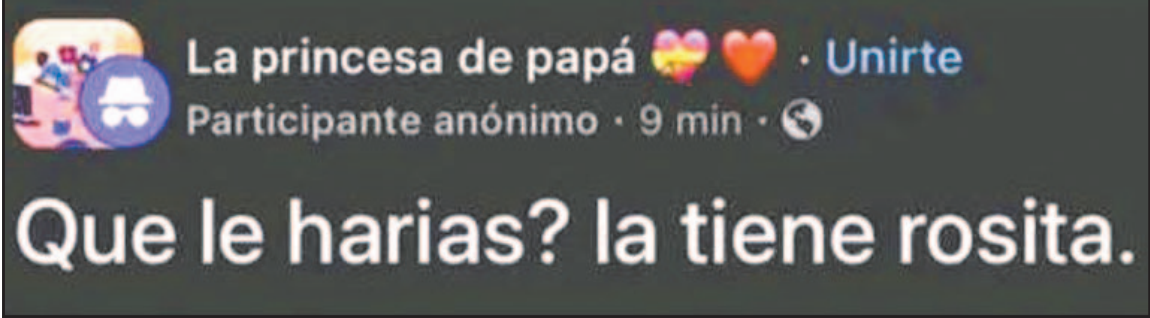 La princesa de papá 💝❤️ · Unirte
Participante anónimo · 9 min ·
Que le harias? la tiene rosita.